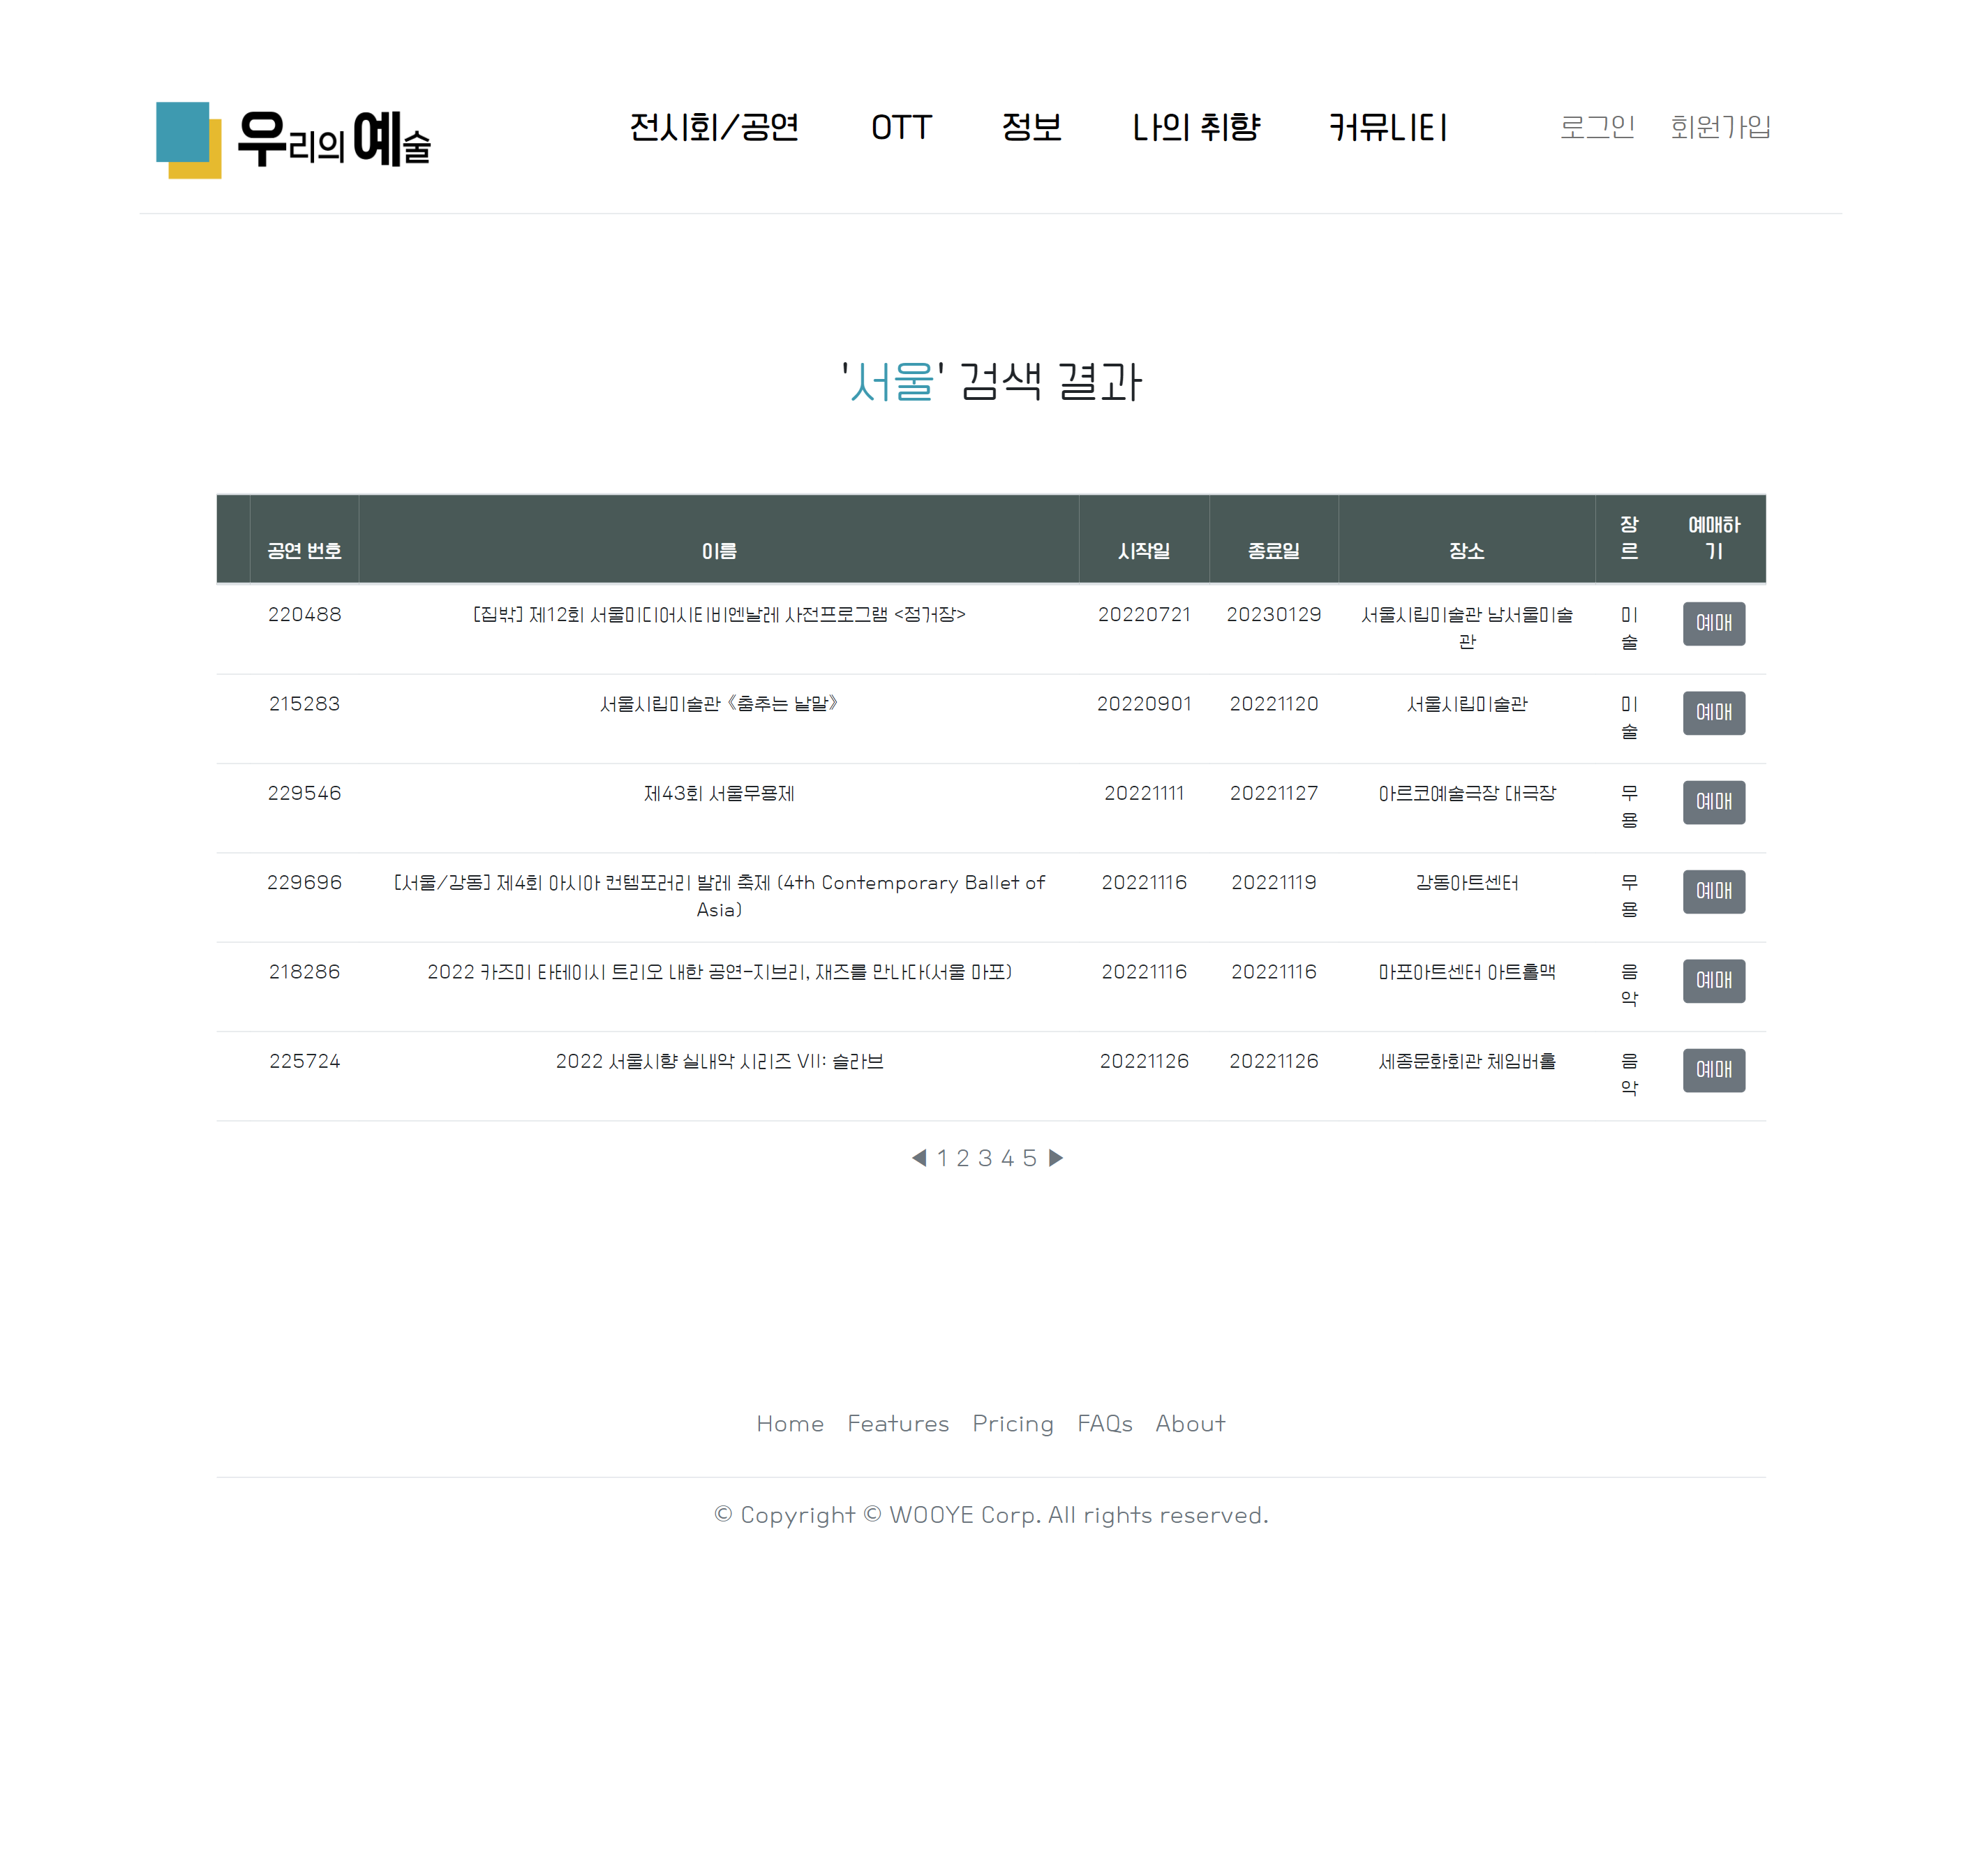 우리의 예술
전시회/공연 OTT 정보 나의 취향 커뮤니티 로그인 회원가입
'서울' 검색 결과
공연 번호 이름 시작일 종료일 장소 장르 예매하기
220488 [집밖] 제12회 서울미디어시티비엔날레 사전프로그램 <정거장> 20220721 20230129 서울시립미술관 남서울미술관 미술 예매
215283 서울시립미술관 《춤추는 낱말》 20220901 20221120 서울시립미술관 미술 예매
229546 제43회 서울무용제 20221111 20221127 아르코예술극장 대극장 무용 예매
229696 [서울/강동] 제4회 아시아 컨템포러리 발레 축제 (4th Contemporary Ballet of Asia) 20221116 20221119 강동아트센터 무용 예매
218286 2022 카즈미 타테이시 트리오 내한 공연-지브리, 재즈를 만나다(서울 마포) 20221116 20221116 마포아트센터 아트홀맥 음악 예매
225724 2022 서울시향 실내악 시리즈 VII: 슬라브 20221126 20221126 세종문화회관 체임버홀 음악 예매
◀ 1 2 3 4 5 ▶
Home Features Pricing FAQs About
© Copyright © WOOYE Corp. All rights reserved.